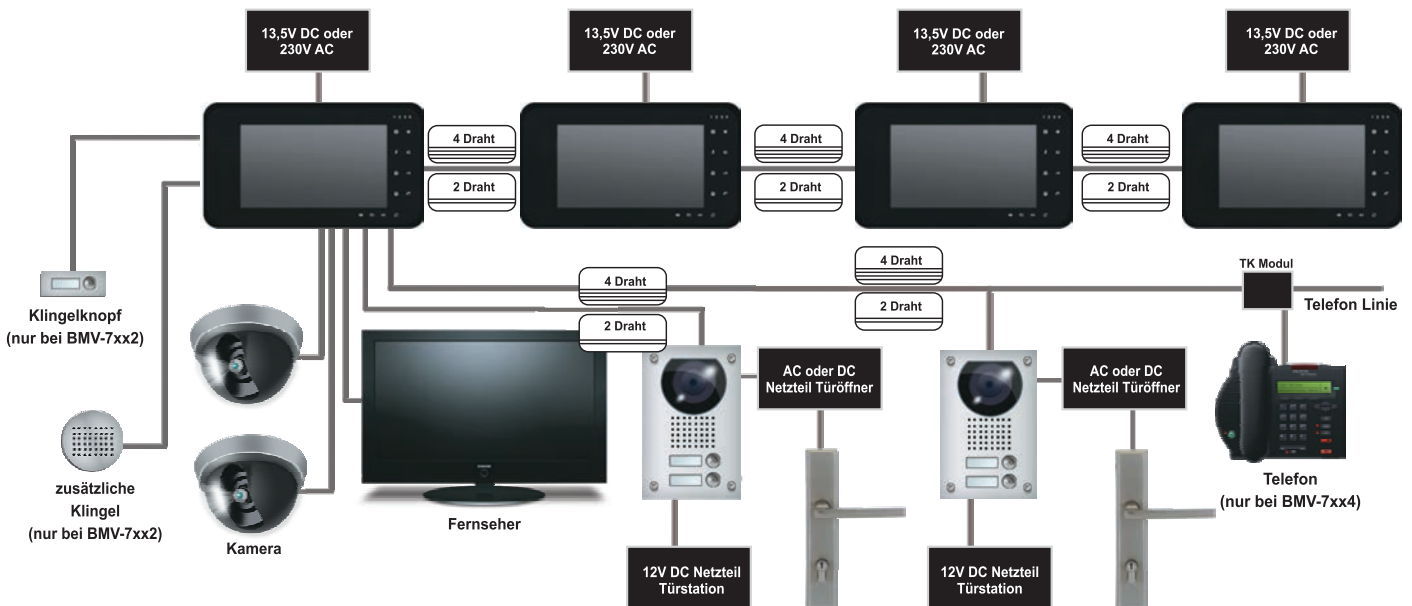 13,5V DC oder
230V AC
13,5V DC oder
230V AC
13,5V DC oder
230V AC
13,5V DC oder
230V AC
4 Draht
2 Draht
4 Draht
2 Draht
4 Draht
2 Draht
Klingelknopf
(nur bei BMV-7xx2)
zusätzliche
Klingel
(nur bei BMV-7xx2)
Kamera
Fernseher
4 Draht
2 Draht
4 Draht
2 Draht
TK Modul
Telefon Linie
AC oder DC
Netzteil Türöffner
12V DC Netzteil
Türstation
AC oder DC
Netzteil Türöffner
12V DC Netzteil
Türstation
Telefon
(nur bei BMV-7xx4)